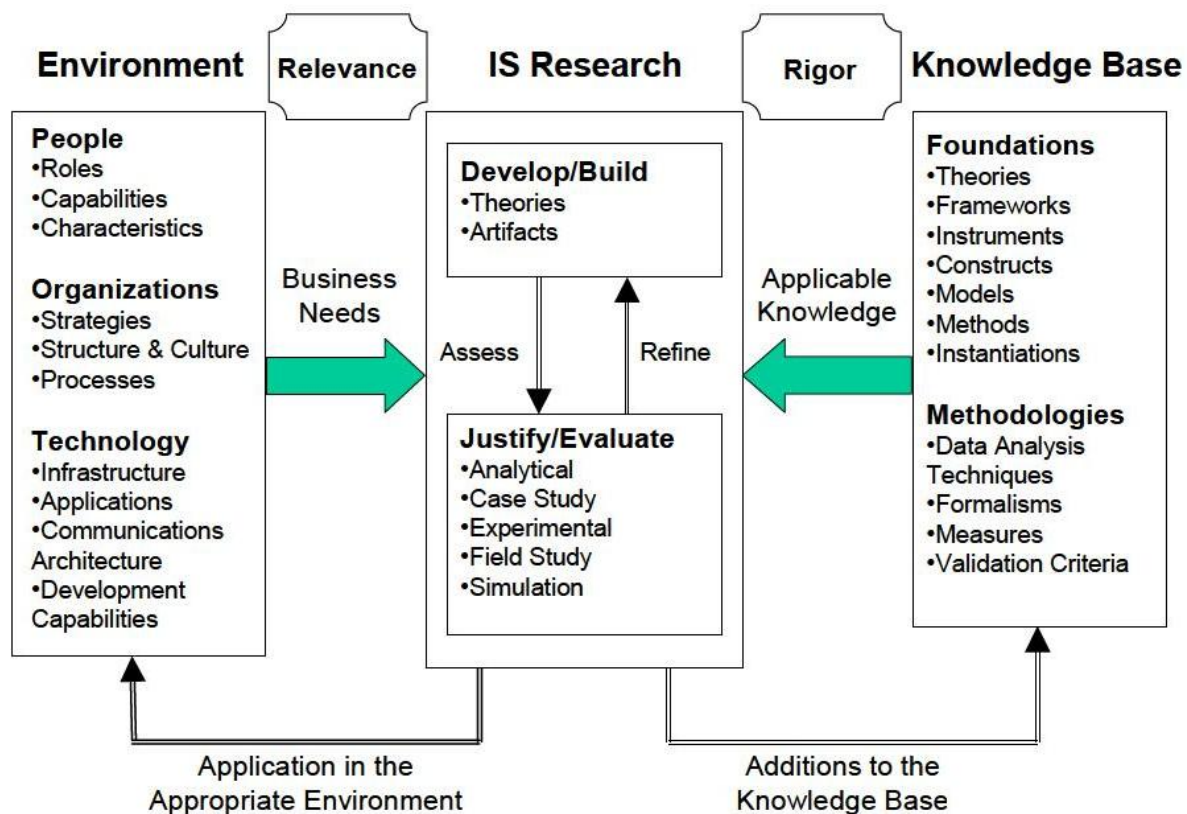 Environment
Relevance
IS Research
Rigor
Knowledge Base
People
•Roles
•Capabilities
•Characteristics
Organizations
•Strategies
•Structure & Culture
•Processes
Technology
•Infrastructure
•Applications
•Communications
Architecture
•Development
Capabilities
Business
Needs
Develop/Build
•Theories
•Artifacts
Assess
Refine
Justify/Evaluate
•Analytical
•Case Study
•Experimental
•Field Study
•Simulation
Applicable
Knowledge
Foundations
•Theories
•Frameworks
•Instruments
•Constructs
•Models
•Methods
•Instantiations
Methodologies
•Data Analysis
Techniques
•Formalisms
•Measures
•Validation Criteria
Application in the
Appropriate Environment
Additions to the
Knowledge Base